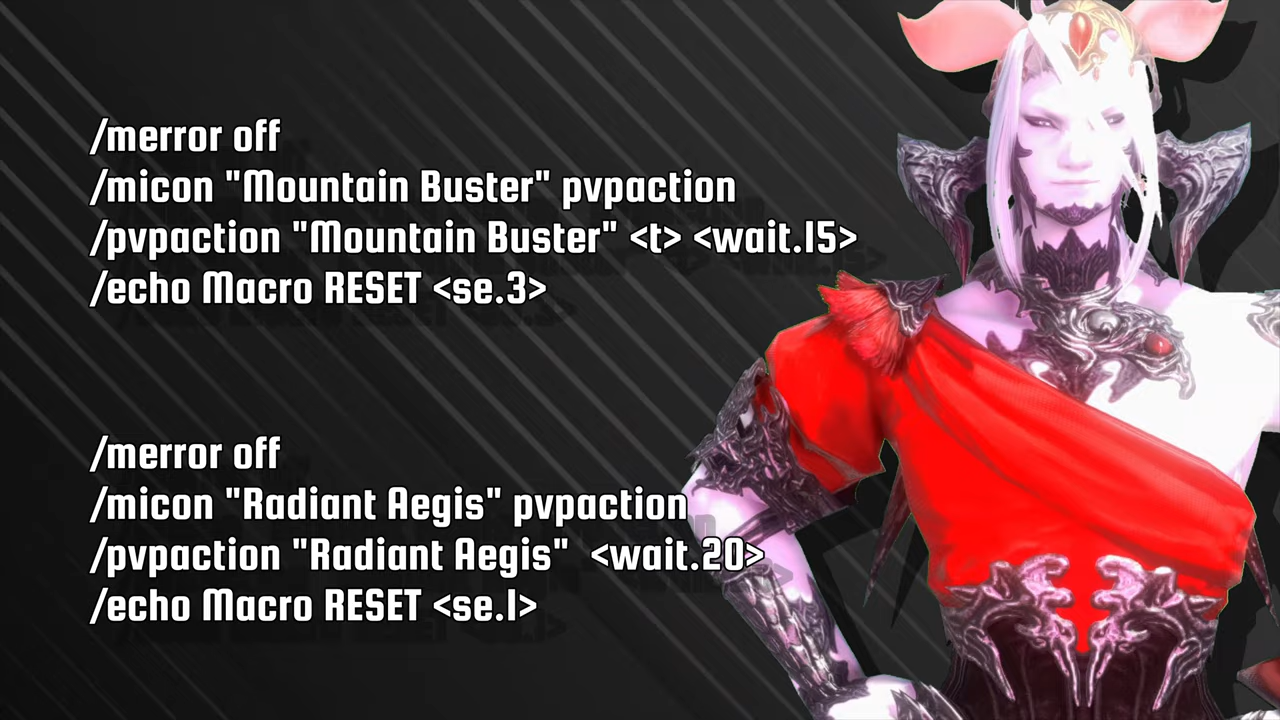 /merror off
/micon "Mountain Buster" pvpaction
/pvpaction "Mountain Buster" <t> <wait.15>
/echo Macro RESET <se.3>
/merror off
/micon "Radiant Aegis" pvpaction
/pvpaction "Radiant Aegis"  <wait.20>
/echo Macro RESET <se.1>